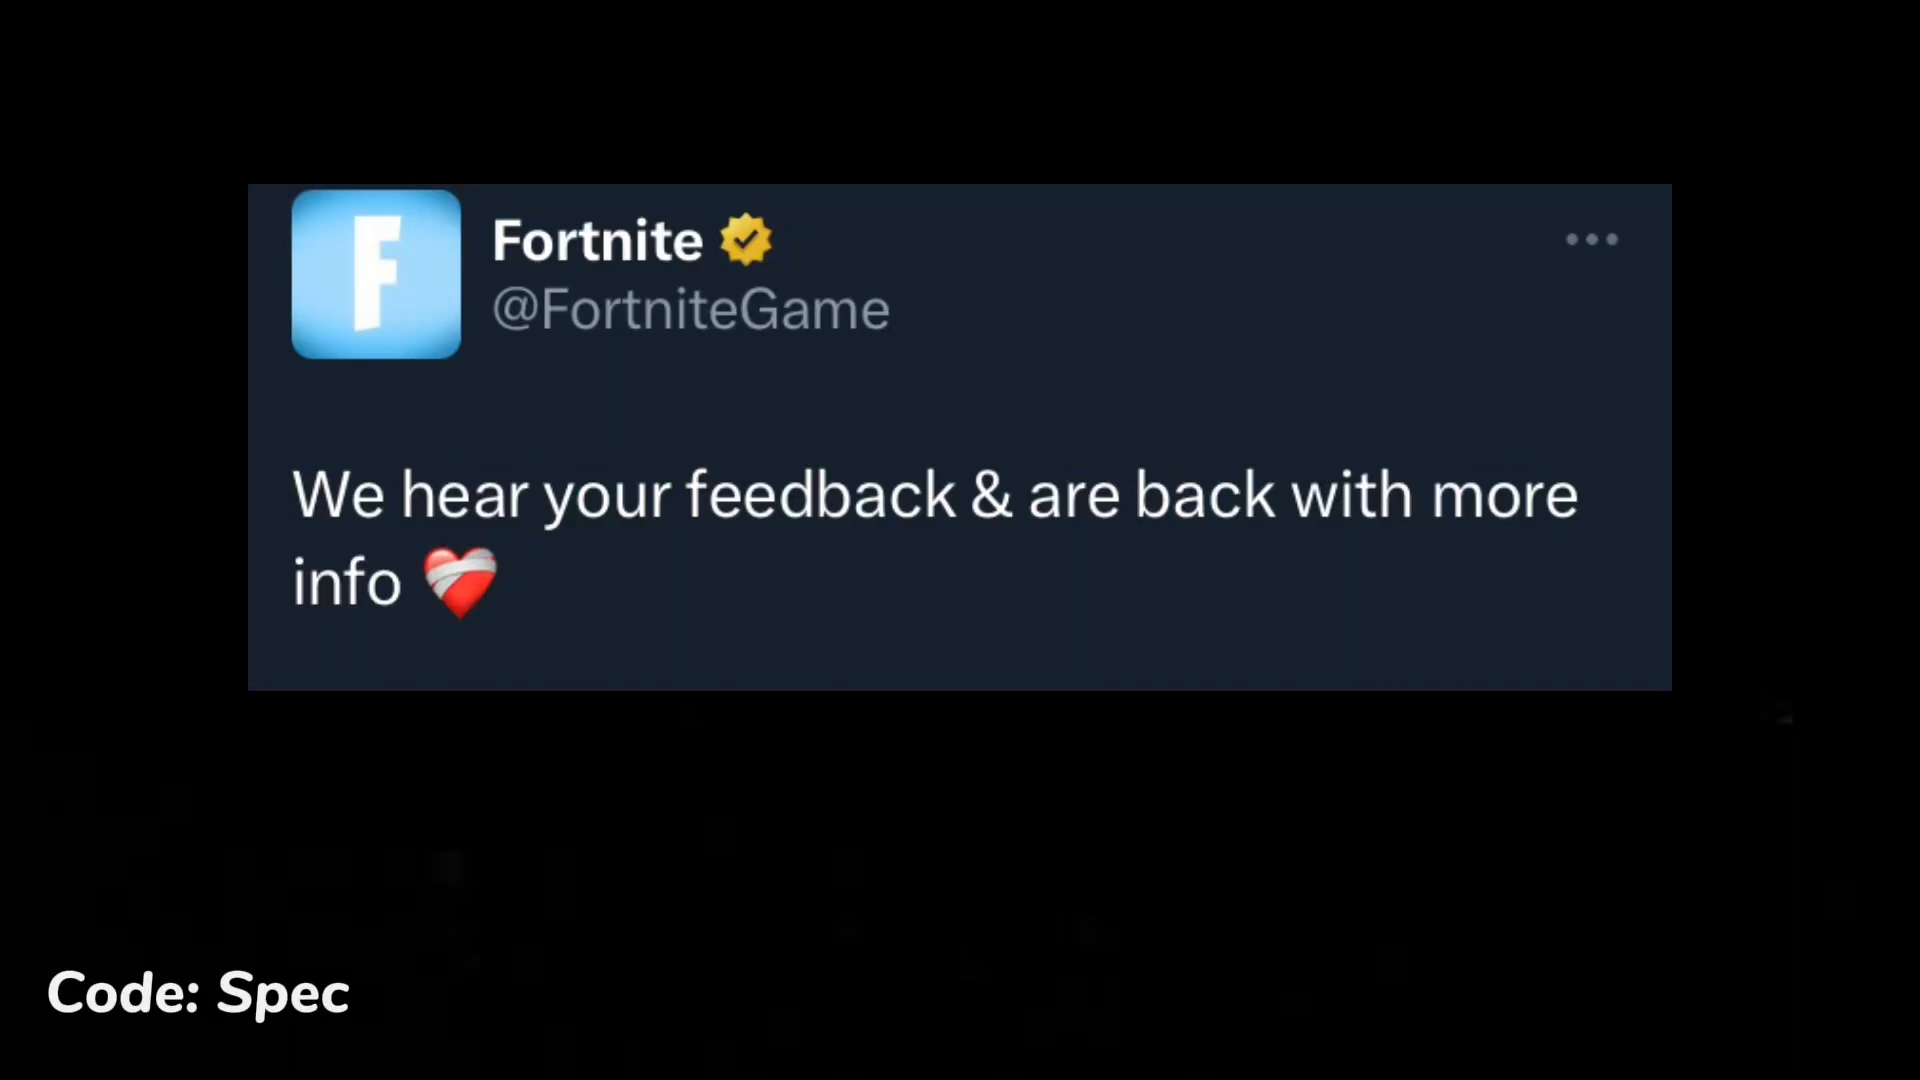 F
Fortnite
@FortniteGame
We hear your feedback & are back with more
info ❤️‍🩹
Code: Spec